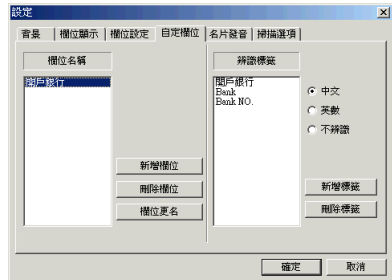 設定
背景 欄位顯示 欄位設定 自定欄位 名片發音 掃描選項
欄位名稱
開戶銀行
新增欄位
刪除欄位
欄位更名
辨識標籤
開戶銀行
Bank
Bank NO.
中文
英數
不辨識
新增標籤
刪除標籤
確定 取消